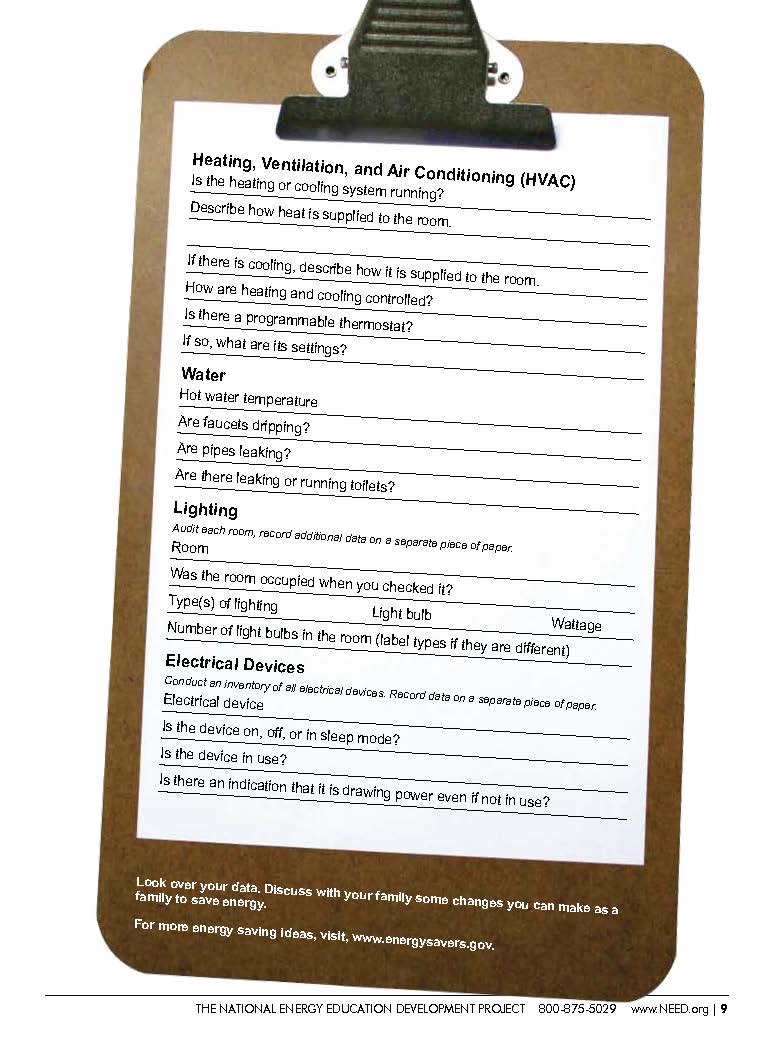 Heating, Ventilation, and Air Conditioning (HVAC)
Is the heating or cooling system running?
Describe how heat is supplied to the room.
If there is cooling, describe how it is supplied to the room.
How are heating and cooling controlled?
Is there a programmable thermostat?
If so, what are its settings?
Water
Hot water temperature
Are faucets dripping?
Are pipes leaking?
Are there leaking or running toilets?
Lighting
Audit each room, record additional data on a separate piece of paper.
Room
Was the room occupied when you checked it?
Type(s) of lighting Light bulb Wattage
Number of light bulbs in the room (label types if they are different)
Electrical Devices
Conduct an inventory of all electrical devices. Record data on a separate piece of paper.
Electrical device
Is the device on, off, or in sleep mode?
Is the device in use?
Is there an indication that it is drawing power even if not in use?
Look over your data. Discuss with your family some changes you can make as a
family to save energy.
For more energy saving ideas, visit, www.energysavers.gov.
THE NATIONAL ENERGY EDUCATION DEVELOPMENT PROJECT 800-875-5029 www.NEED.org | 9